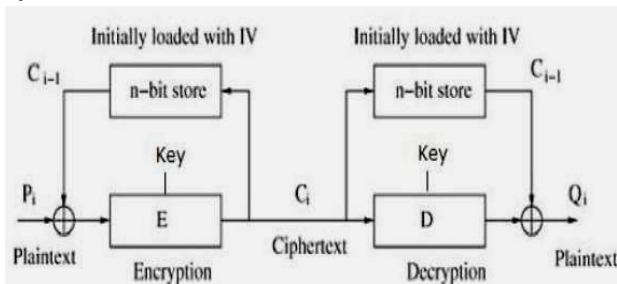 Initially loaded with IV
Initially loaded with IV
C i-1
n-bit store
n-bit store
C i-1
Key
Key
P i
E
C i
D
Q i
Plaintext
Encryption
Ciphertext
Decryption
Plaintext